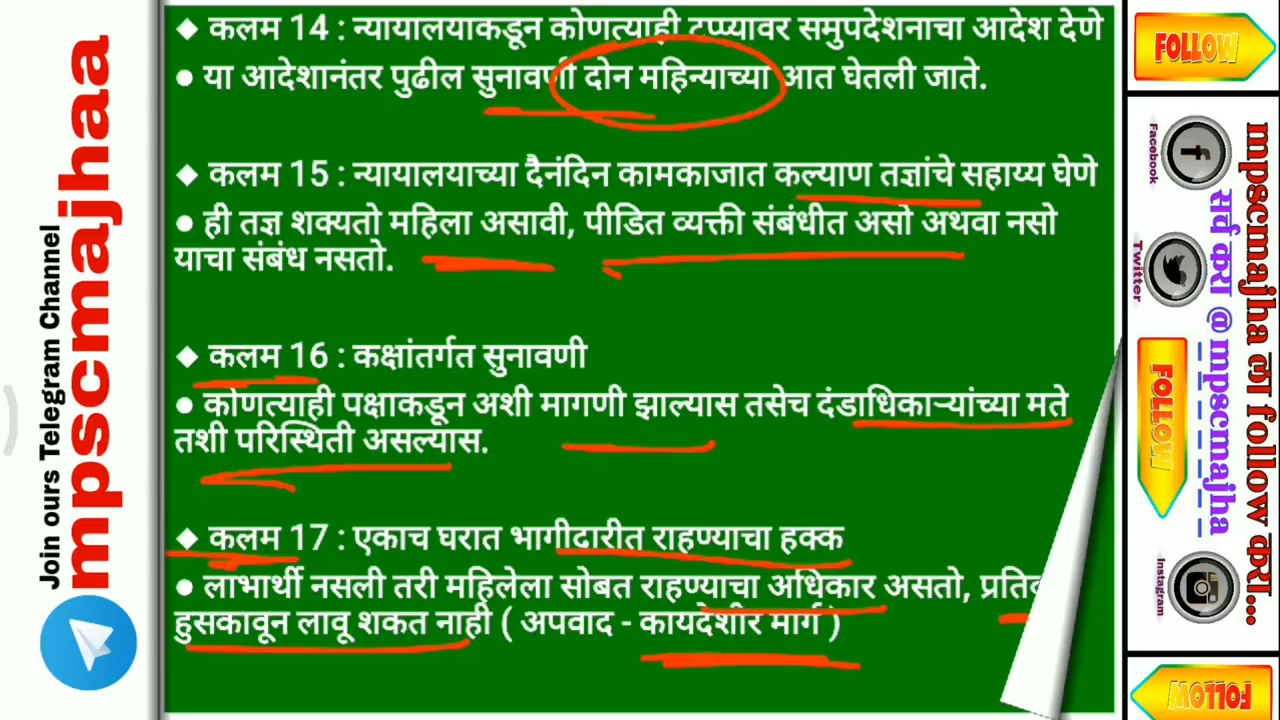 ◆ कलम 14 : न्यायालयाकडून कोणत्याही टप्प्यावर समुपदेशनाचा आदेश देणे
● या आदेशानंतर पुढील सुनावणी दोन महिन्याच्या आत घेतली जाते.
◆ कलम 15 : न्यायालयाच्या दैनंदिन कामकाजात कल्याण तज्ञांचे सहाय्य घेणे
● ही तज्ञ शक्यतो महिला असावी, पीडित व्यक्ती संबंधीत असो अथवा नसो
याचा संबंध नसतो.
◆ कलम 16 : कक्षांतर्गत सुनावणी
● कोणत्याही पक्षाकडून अशी मागणी झाल्यास तसेच दंडाधिकाऱ्यांच्या मते
तशी परिस्थिती असल्यास.
◆ कलम 17 : एकाच घरात भागीदारीत राहण्याचा हक्क
● लाभार्थी नसली तरी महिलेला सोबत राहण्याचा अधिकार असतो,
हुसकावून लावू शकत नाही ( अपवाद - कायदेशीर मार्ग )
Join ours Telegram Channel
mpscmajhaa
FOLLOW
Facebook
Twitter
FOLLOW
Instagram
सर्च करा @ mpscmajha
mpscmajha ला follow करा...
FOLLOW